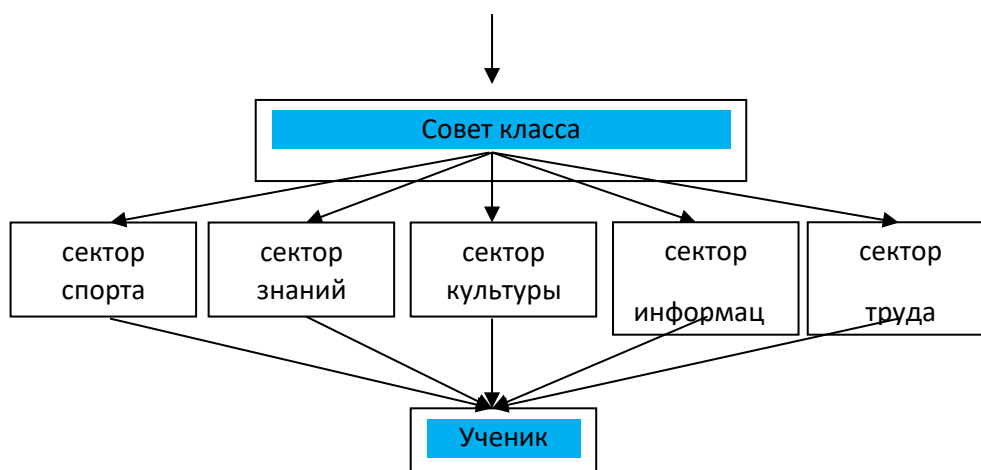 Совет класса
сектор
спорта
сектор
знаний
сектор
культуры
сектор
информац
сектор
труда
Ученик